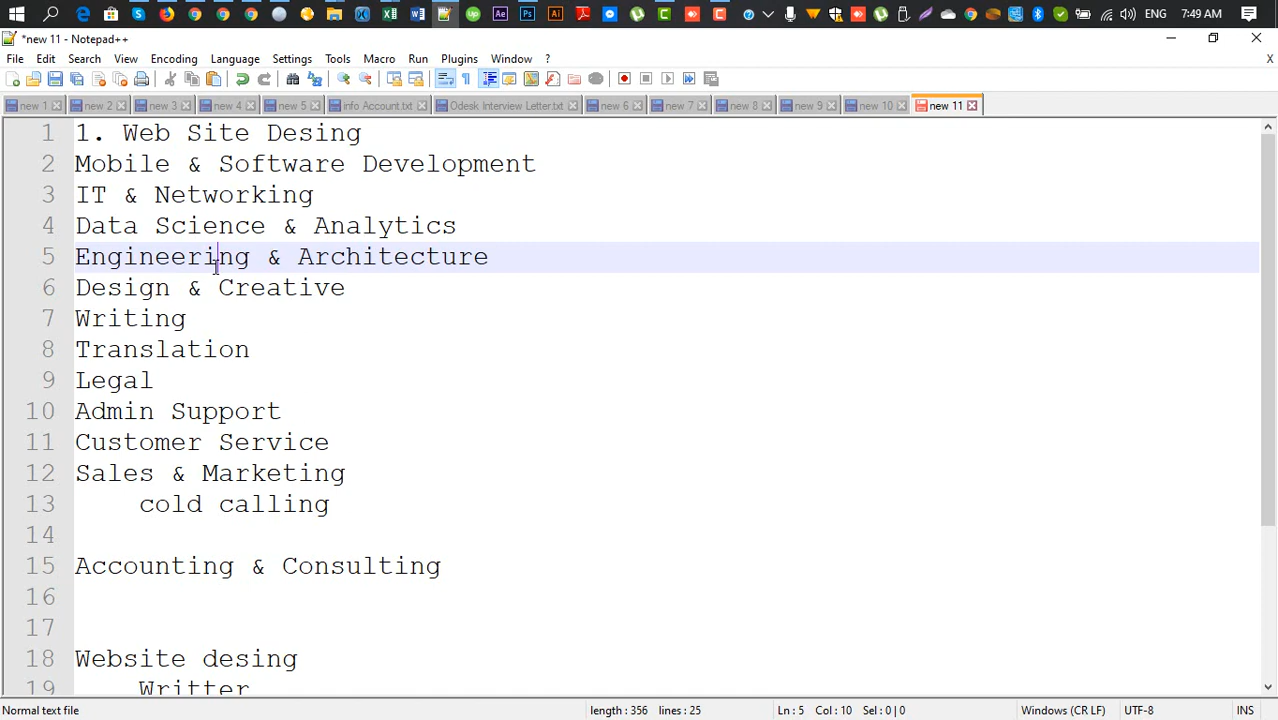 ENG 7:49 AM
*new 11 - Notepad++
File Edit Search View Encoding Language Settings Tools Macro Run Plugins Window ? X
new 1 new 2 new 3 new 4 new 5 info Account.txt Odesk Interview Letter.txt new 6 new 7 new 8 new 9 new 10 new 11
1 1. Web Site Desing
2 Mobile & Software Development
3 IT & Networking
4 Data Science & Analytics
5 Engineering & Architecture
6 Design & Creative
7 Writing
8 Translation
9 Legal
10 Admin Support
11 Customer Service
12 Sales & Marketing
13 cold calling
14
15 Accounting & Consulting
16
17
18 Website desing
19 Writter
Normal text file length : 356 lines : 25 Ln : 5 Col : 10 Sel : 0 | 0 Windows (CR LF) UTF-8 INS